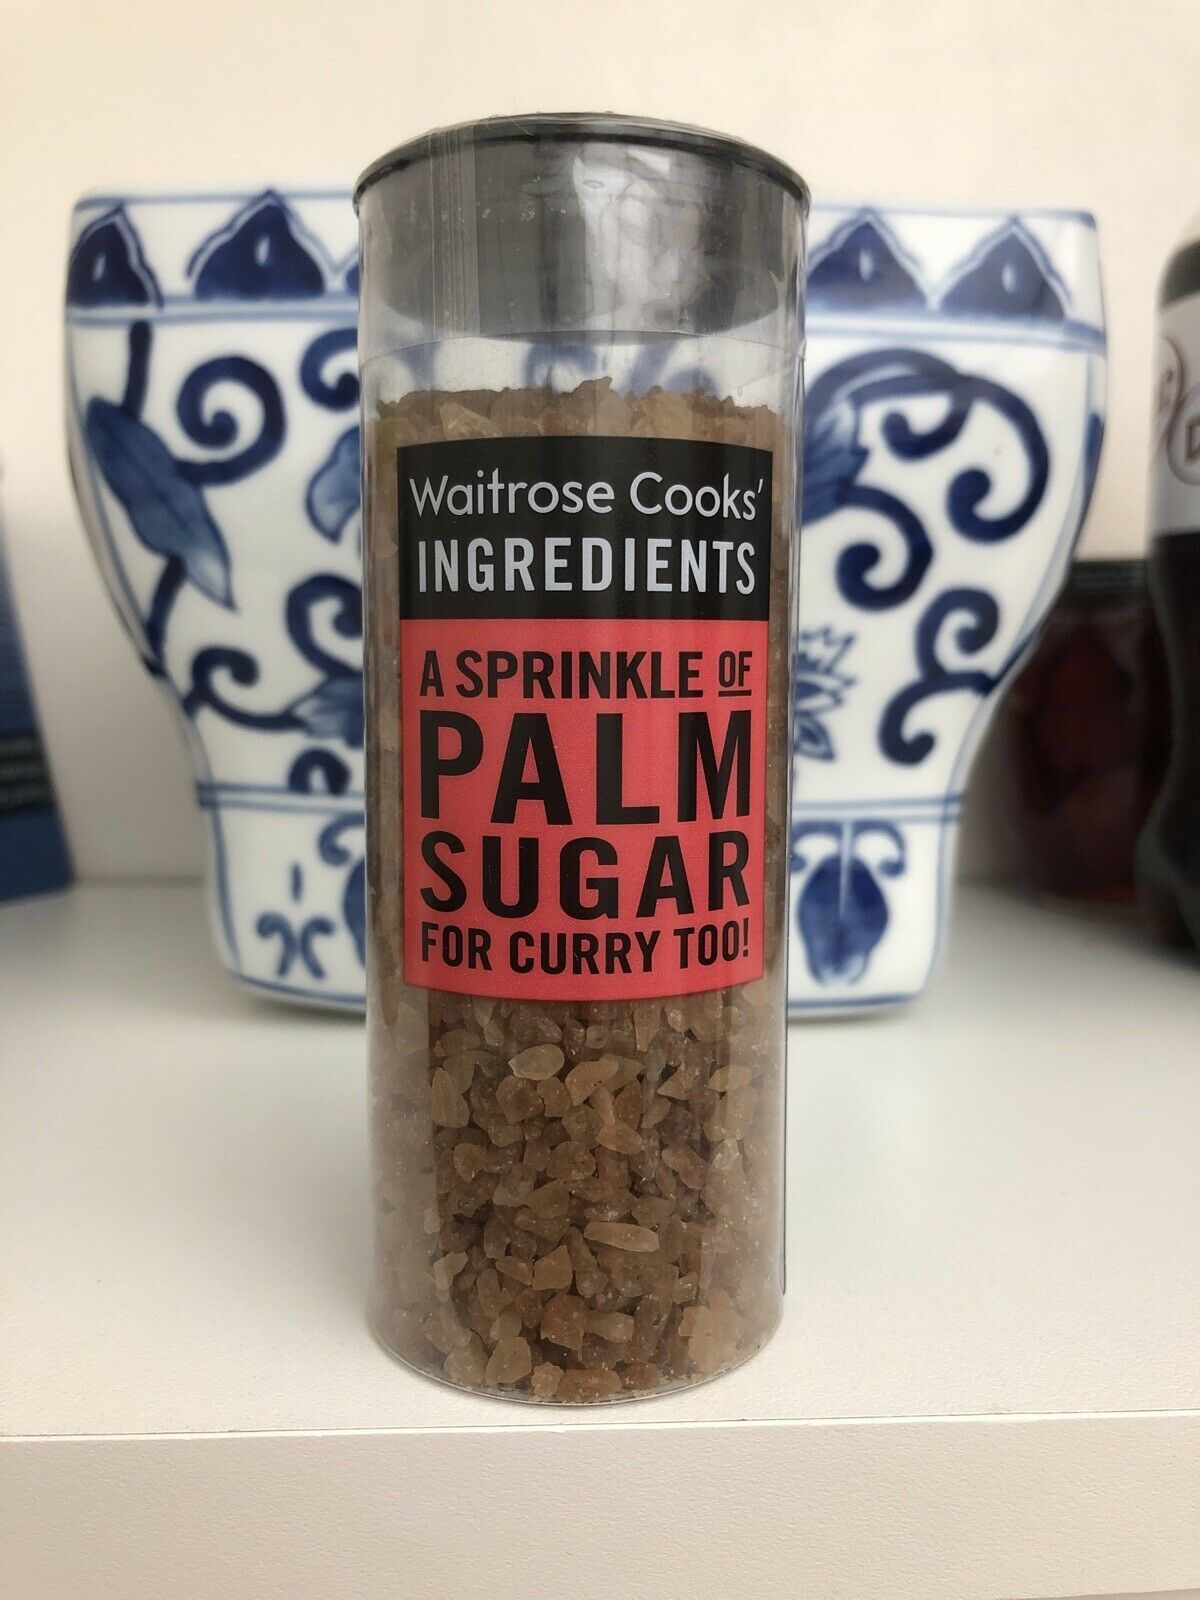 Waitrose Cooks'
INGREDIENTS
A SPRINKLE OF
PALM
SUGAR
FOR CURRY TOO!